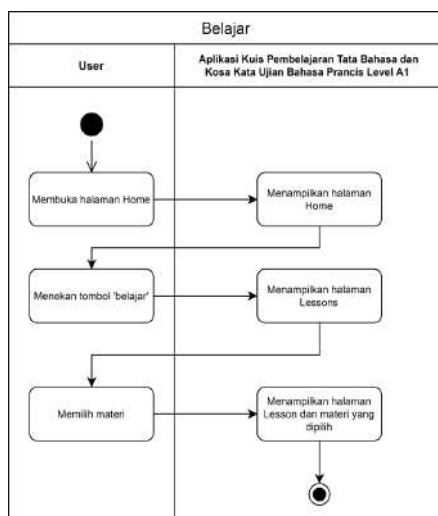 Belajar
User
Aplikasi Kuis Pembelajaran Tata Bahasa dan
Kosa Kata Ujian Bahasa Prancis Level A1
Membuka halaman Home
Menampilkan halaman
Home
Menekan tombol 'belajar'
Menampilkan halaman
Lessons
Memilih materi
Menampilkan halaman
Lesson dari materi yang
dipilih